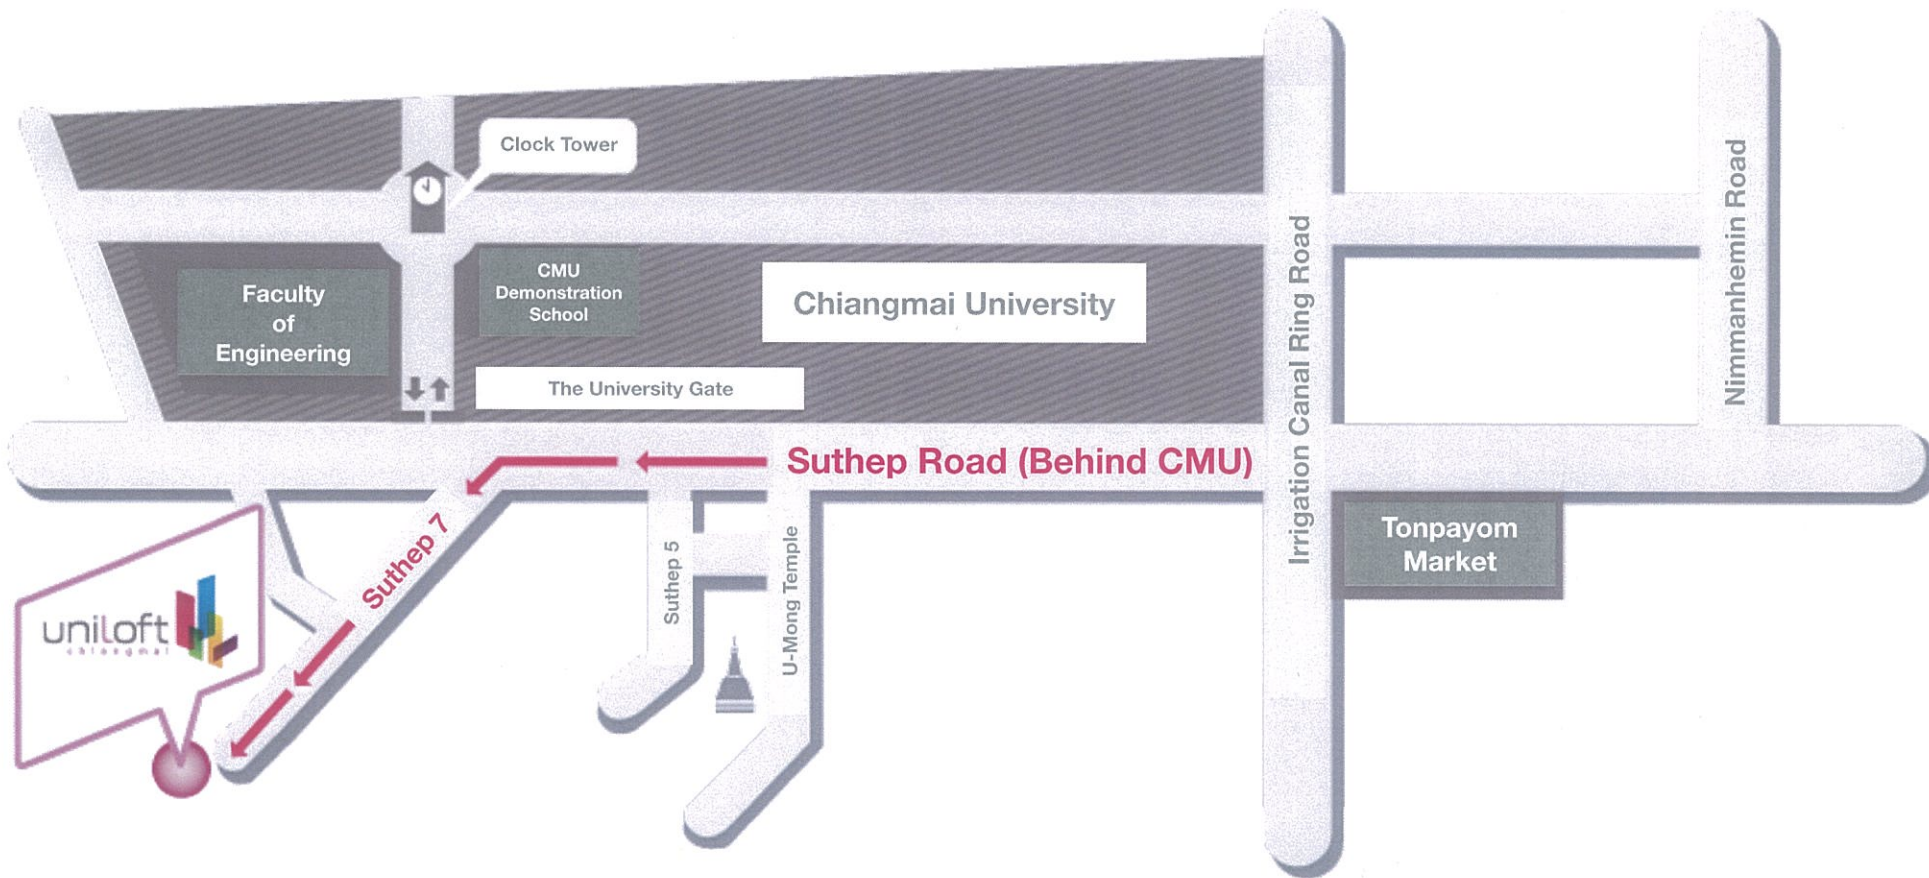 Clock Tower
Faculty
of
Engineering
CMU
Demonstration
School
Chiangmai University
The University Gate
Irrigation Canal Ring Road
Nimmanhemin Road
Suthep Road (Behind CMU)
Tonpayom
Market
Suthep 7
Suthep 5
U-Mong Temple
uniloft
chiangmai